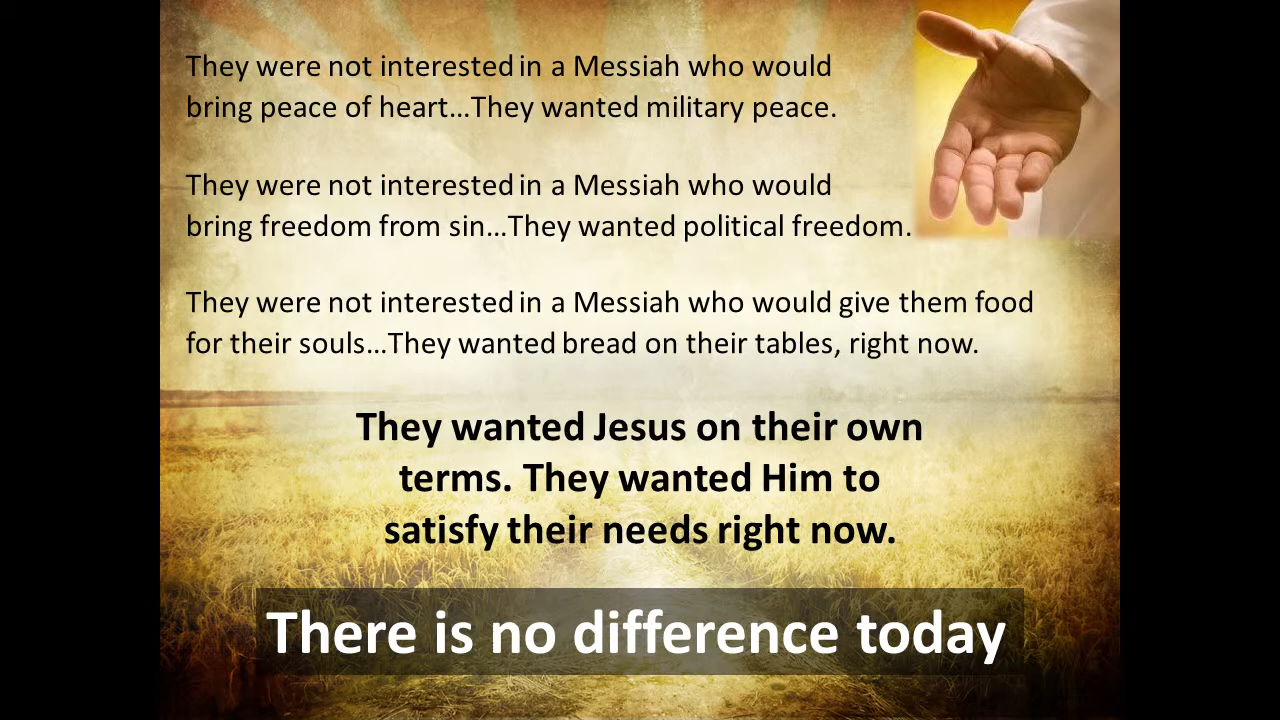 They were not interested in a Messiah who would
bring peace of heart…They wanted military peace.
They were not interested in a Messiah who would
bring freedom from sin…They wanted political freedom.
They were not interested in a Messiah who would give them food
for their souls…They wanted bread on their tables, right now.
They wanted Jesus on their own
terms. They wanted Him to
satisfy their needs right now.
There is no difference today